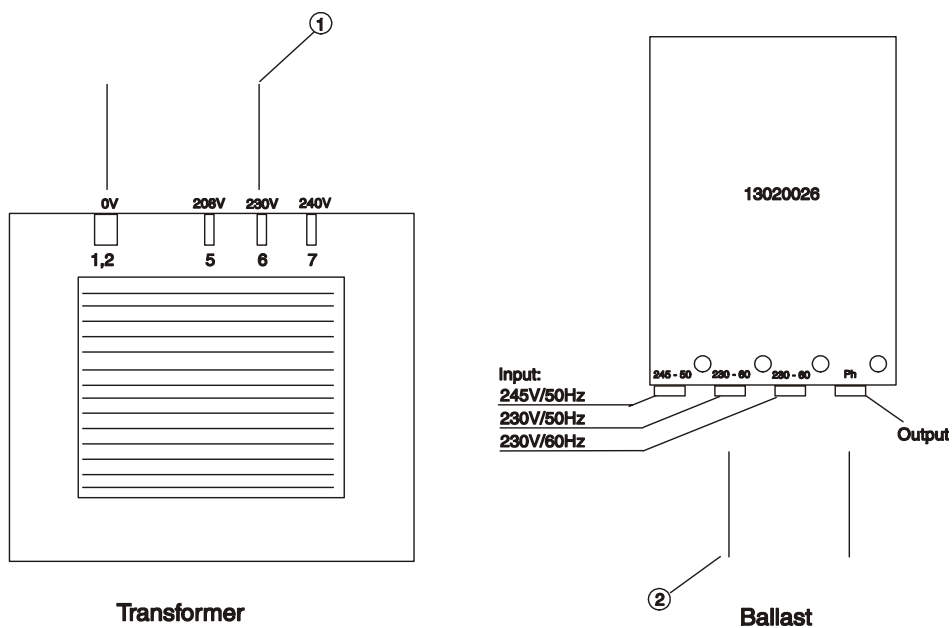 1
0V 208V 230V 240V
1,2 5 6 7
Transformer
13020026
245 - 50 230 - 60 230 - 60 Ph
Input:
245V/50Hz
230V/50Hz
230V/60Hz
Output
2
Ballast